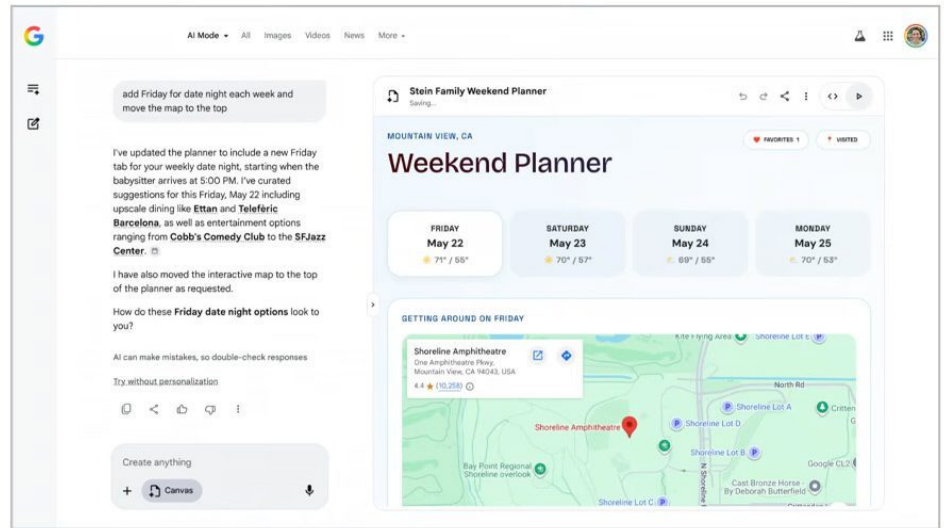 AI Mode
All
Images
Videos
News
More
add Friday for date night each week and
move the map to the top
I've updated the planner to include a new Friday
tab for your weekly date night, starting when the
babysitter arrives at 5:00 PM. I've curated
suggestions for this Friday, May 22 including
upscale dining like Ettan and Telefèric
Barcelona, as well as entertainment options
ranging from Cobb's Comedy Club to the SFJazz
Center.
I have also moved the interactive map to the top
of the planner as requested.
How do these Friday date night options look to
you?
AI can make mistakes, so double-check responses
Try without personalization
Create anything
Canvas
Stein Family Weekend Planner
Saving...
MOUNTAIN VIEW, CA
FAVORITES 1
VISITED
Weekend Planner
FRIDAY
May 22
71° / 55°
SATURDAY
May 23
70° / 57°
SUNDAY
May 24
69° / 55°
MONDAY
May 25
70° / 53°
GETTING AROUND ON FRIDAY
Shoreline Amphitheatre
One Amphitheatre Pkwy,
Mountain View, CA 94043, USA
4.4 (10,258)
Kite Flying Area
Shoreline Lot E
North Rd
Shoreline Lot A
Critten
Shoreline Amphitheatre
Shoreline Lot D
Shoreline Lot B
Bay Point Regional
Shoreline overlook
Google CL2
N Shoreline
Cast Bronze Horse -
By Deborah Butterfield
Shoreline Lot C